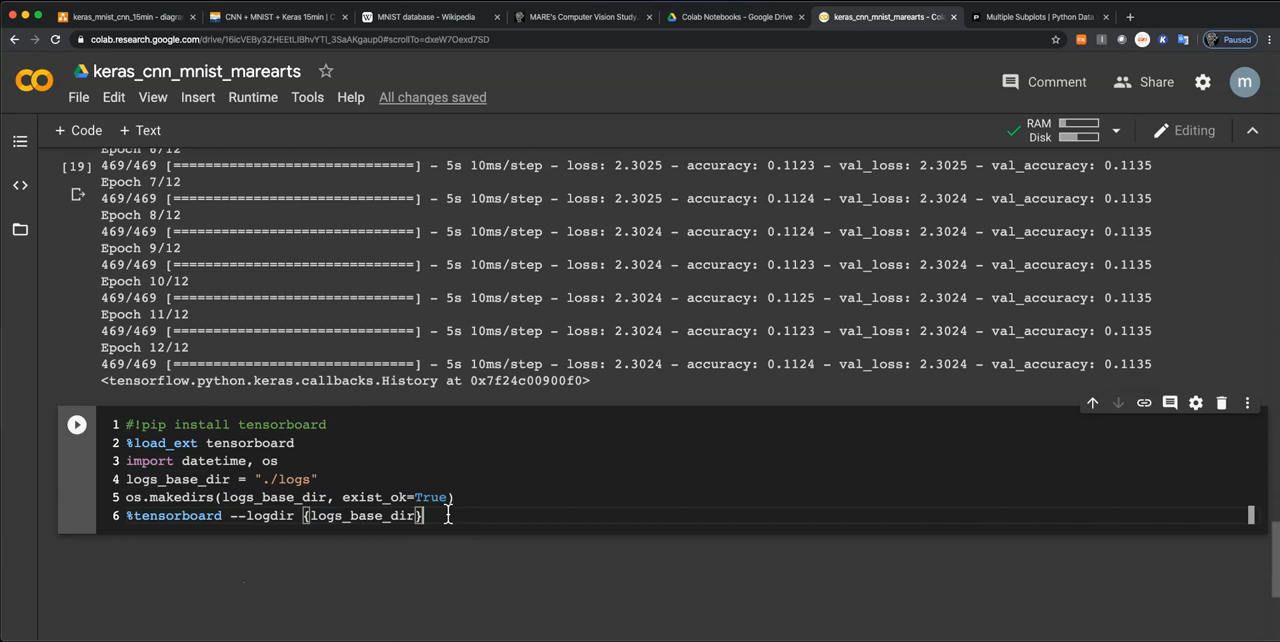 keras_mnist_cnn_15min - diagra
CNN + MNIST + Keras 15min | C
MNIST database - Wikipedia
MARE's Computer Vision Study.
Colab Notebooks - Google Drive
keras_cnn_mnist_marearts - Col
Multiple Subplots | Python Data
colab.research.google.com/drive/16icVEBy3ZHEEtLIBhvYTI_3SaAKgaup0#scrollTo=dxeW7Oexd7SD
Paused
keras_cnn_mnist_marearts
Comment
Share
m
File Edit View Insert Runtime Tools Help All changes saved
+ Code + Text
RAM
Disk
Editing
Epoch 6/12
[19] 469/469 [==============================] - 5s 10ms/step - loss: 2.3025 - accuracy: 0.1123 - val_loss: 2.3025 - val_accuracy: 0.1135
Epoch 7/12
469/469 [==============================] - 5s 10ms/step - loss: 2.3025 - accuracy: 0.1124 - val_loss: 2.3024 - val_accuracy: 0.1135
Epoch 8/12
469/469 [==============================] - 5s 10ms/step - loss: 2.3024 - accuracy: 0.1124 - val_loss: 2.3024 - val_accuracy: 0.1135
Epoch 9/12
469/469 [==============================] - 5s 10ms/step - loss: 2.3024 - accuracy: 0.1123 - val_loss: 2.3024 - val_accuracy: 0.1135
Epoch 10/12
469/469 [==============================] - 5s 10ms/step - loss: 2.3024 - accuracy: 0.1125 - val_loss: 2.3024 - val_accuracy: 0.1135
Epoch 11/12
469/469 [==============================] - 5s 10ms/step - loss: 2.3024 - accuracy: 0.1123 - val_loss: 2.3024 - val_accuracy: 0.1135
Epoch 12/12
469/469 [==============================] - 5s 10ms/step - loss: 2.3024 - accuracy: 0.1124 - val_loss: 2.3024 - val_accuracy: 0.1135
<tensorflow.python.keras.callbacks.History at 0x7f24c00900f0>
1 #!pip install tensorboard
2 %load_ext tensorboard
3 import datetime, os
4 logs_base_dir = "./logs"
5 os.makedirs(logs_base_dir, exist_ok=True)
6 %tensorboard --logdir {logs_base_dir}